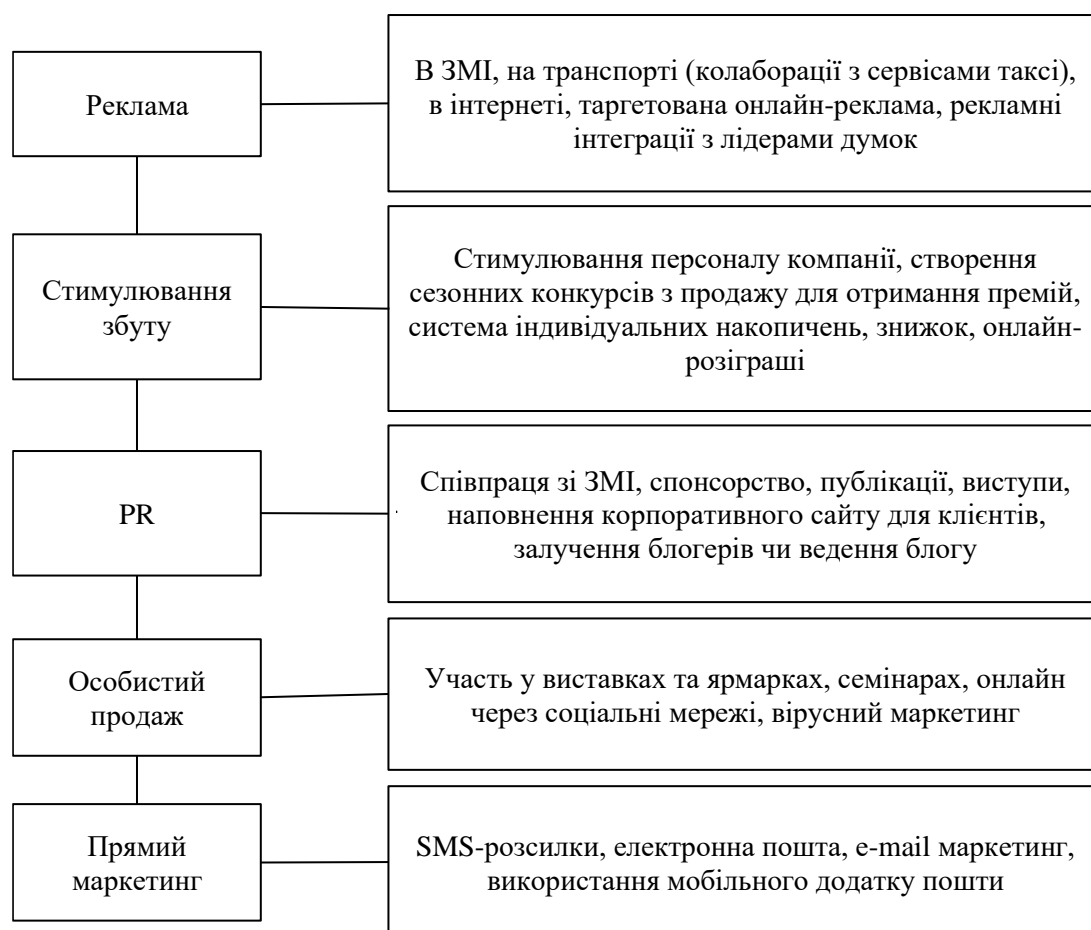 Реклама
В ЗМІ, на транспорті (колаборації з сервісами таксі),
в інтернеті, таргетована онлайн-реклама, рекламні
інтеграції з лідерами думок
Стимулювання
збуту
Стимулювання персоналу компанії, створення
сезонних конкурсів з продажу для отримання премій,
система індивідуальних накопичень, знижок, онлайн-
розіграші
PR
Співпраця зі ЗМІ, спонсорство, публікації, виступи,
наповнення корпоративного сайту для клієнтів,
залучення блогерів чи ведення блогу
Особистий
продаж
Участь у виставках та ярмарках, семінарах, онлайн
через соціальні мережі, вірусний маркетинг
Прямий
маркетинг
SMS-розсилки, електронна пошта, e-mail маркетинг,
використання мобільного додатку пошти